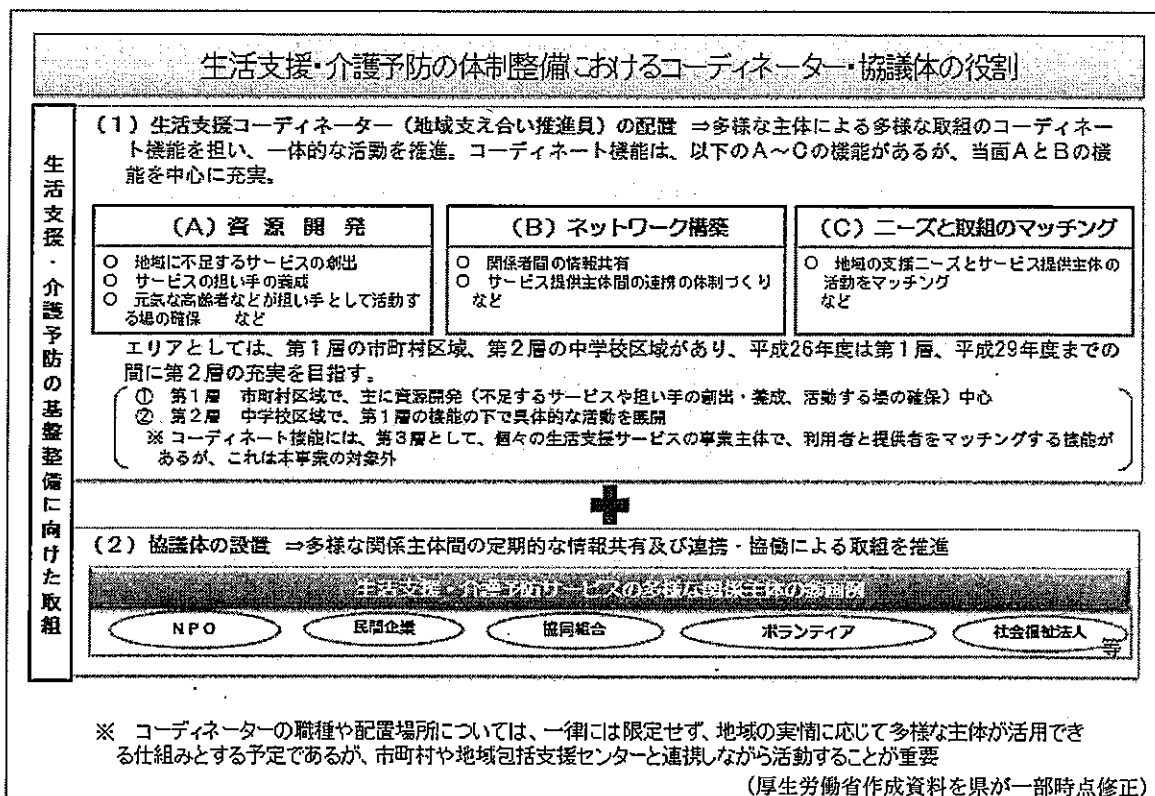 生活支援・介護予防の体制整備におけるコーディネーター・協議体の役割
生活支援・介護予防の基盤整備に向けた取組
(1) 生活支援コーディネーター (地域支え合い推進員) の配置 ⇒多様な主体による多様な取組のコーディネー
ト機能を担い、一体的な活動を推進。コーディネート機能は、以下のA～Cの機能があるが、当面AとBの機
能を中心に充実。
(A) 資源開発
○ 地域に不足するサービスの創出
○ サービスの担い手の養成
○ 元気な高齢者などが担い手として活動す
る場の確保 など
(B) ネットワーク構築
○ 関係者間の情報共有
○ サービス提供主体間の連携の体制づくり
など
(C) ニーズと取組のマッチング
○ 地域の支援ニーズとサービス提供主体の
活動をマッチング
など
エリアとしては、第1層の市町村区域、第2層の中学校区域があり、平成26年度は第1層、平成29年度までの
間に第2層の充実を目指す。
① 第1層 市町村区域で、主に資源開発 (不足するサービスや担い手の創出・養成、活動する場の確保) 中心
② 第2層 中学校区域で、第1層の機能の下で具体的な活動を展開
※ コーディネート機能には、第3層として、個々の生活支援サービスの事業主体で、利用者と提供者をマッチングする機能が
あるが、これは本事業の対象外
(2) 協議体の設置 ⇒多様な関係主体間の定期的な情報共有及び連携・協働による取組を推進
生活支援・介護予防サービスの多様な関係主体の参画例
NPO
民間企業
協同組合
ボランティア
社会福祉法人
等
※ コーディネーターの職種や配置場所については、一律には限定せず、地域の実情に応じて多様な主体が活用でき
る仕組みとする予定であるが、市町村や地域包括支援センターと連携しながら活動することが重要
(厚生労働省作成資料を県が一部時点修正)